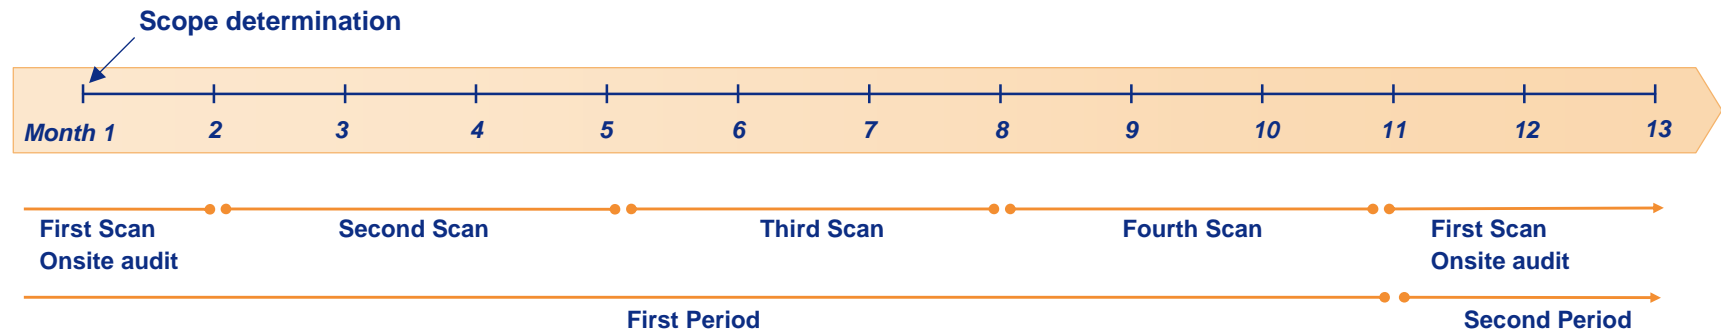 Scope determination
Month 1 2 3 4 5 6 7 8 9 10 11 12 13
First Scan Second Scan Third Scan Fourth Scan First Scan
Onsite audit Onsite audit
First Period Second Period